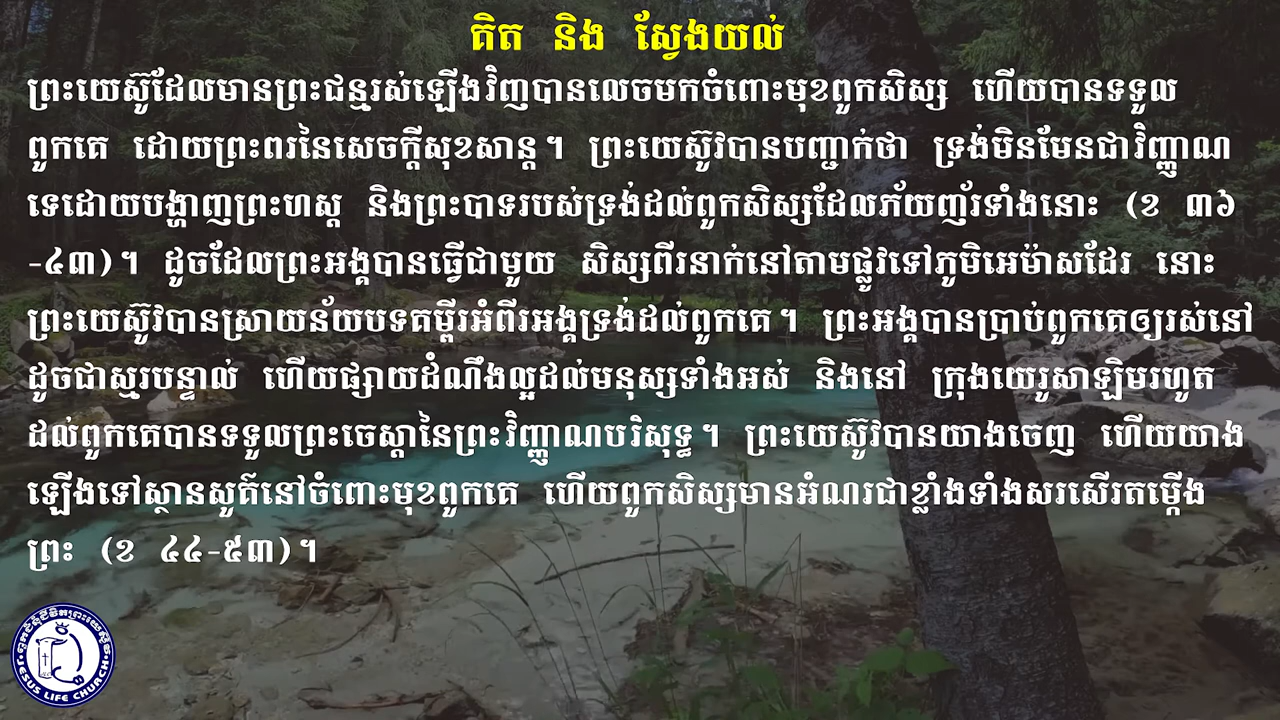 គិត និង ស្វែងយល់
ព្រះយេស៊ូដែលមានព្រះជន្មរស់ឡើងវិញបានលេចមកចំពោះមុខពួកសិស្ស ហើយបានទទួល
ពួកគេ ដោយព្រះពរនៃសេចក្តីសុខសាន្ត។ ព្រះយេស៊ូវបានបញ្ជាក់ថា ទ្រង់មិនមែនជាវិញ្ញាណ
ទេដោយបង្ហាញព្រះហស្ត និងព្រះបាទរបស់ទ្រង់ដល់ពួកសិស្សដែលភ័យញ័រទាំងនោះ (ខ ៣៦
-៤៣)។ ដូចដែលព្រះអង្គបានធ្វើជាមួយ សិស្សពីរនាក់នៅតាមផ្លូវទៅភូមិអេម៉ាសដែរ នោះ
ព្រះយេស៊ូវបានស្រាយន័យបទគម្ពីរអំពីរអង្គទ្រង់ដល់ពួកគេ។ ព្រះអង្គបានប្រាប់ពួកគេឲ្យរស់នៅ
ដូចជាស្មរបន្ទាល់ ហើយផ្សាយដំណឹងល្អដល់មនុស្សទាំងអស់ និងនៅ ក្រុងយេរូសាឡិមរហូត
ដល់ពួកគេបានទទួលព្រះចេស្តានៃព្រះវិញ្ញាណបរិសុទ្ធ។ ព្រះយេស៊ូវបានយាងចេញ ហើយយាង
ឡើងទៅស្ថានសួគ៌នៅចំពោះមុខពួកគេ ហើយពួកសិស្សមានអំណរជាខ្លាំងទាំងសរសើរតម្កើង
ព្រះ (ខ ៤៤-៥៣)។
JESUS LIFE CHURCH